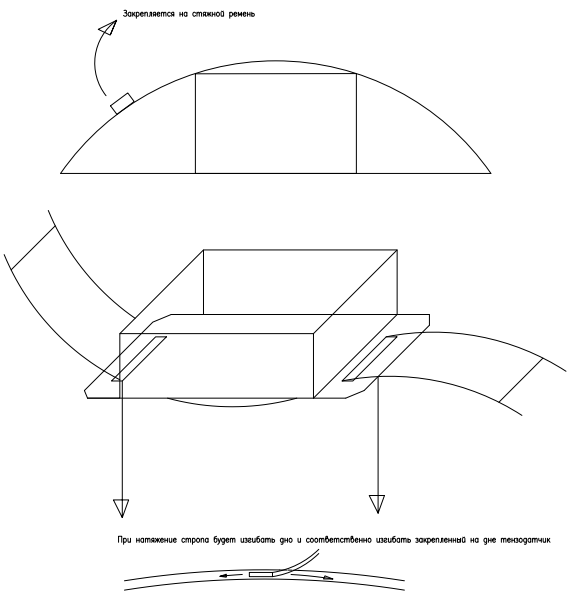 Закрепляется на стяжной ремень
При натяжение стропа будет изгибать дно и соответственно изгибать закрепленный на дне тензодатчик